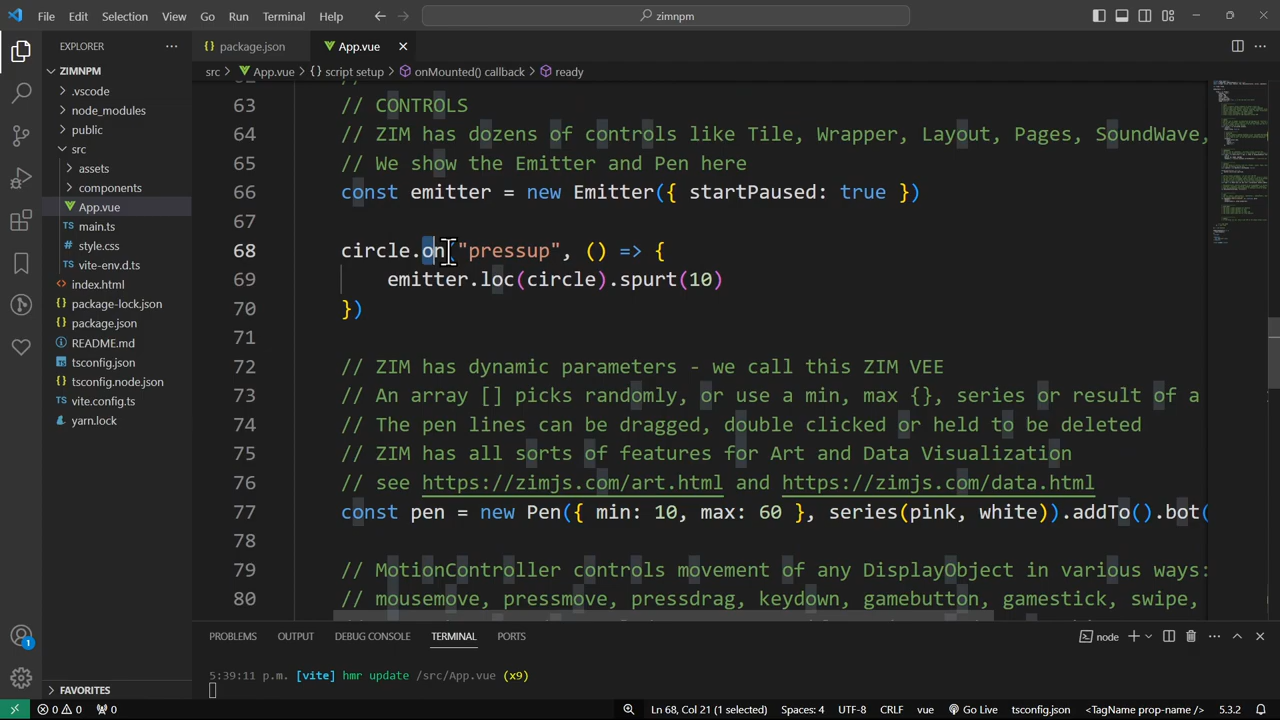 File Edit Selection View Go Run Terminal Help
zimnpm
EXPLORER
ZIMNPM
.vscode
node_modules
public
src
assets
components
App.vue
main.ts
style.css
vite-env.d.ts
index.html
package-lock.json
package.json
README.md
tsconfig.json
tsconfig.node.json
vite.config.ts
yarn.lock
FAVORITES
package.json App.vue
src > App.vue > {} script setup > onMounted() callback > ready
63 // CONTROLS
64 // ZIM has dozens of controls like Tile, Wrapper, Layout, Pages, SoundWave,
65 // We show the Emitter and Pen here
66 const emitter = new Emitter({ startPaused: true })
67
68 circle.on("pressup", () => {
69 emitter.loc(circle).spurt(10)
70 })
71
72 // ZIM has dynamic parameters - we call this ZIM VEE
73 // An array [] picks randomly, or use a min, max {}, series or result of a
74 // The pen lines can be dragged, double clicked or held to be deleted
75 // ZIM has all sorts of features for Art and Data Visualization
76 // see https://zimjs.com/art.html and https://zimjs.com/data.html
77 const pen = new Pen({ min: 10, max: 60 }, series(pink, white)).addTo().bot(
78
79 // MotionController controls movement of any DisplayObject in various ways:
80 // mousemove, pressmove, pressdrag, keydown, gamebutton, gamestick, swipe,
PROBLEMS OUTPUT DEBUG CONSOLE TERMINAL PORTS
node
5:39:11 p.m. [vite] hmr update /src/App.vue (x9)
0 0 0 Ln 68, Col 21 (1 selected) Spaces: 4 UTF-8 CRLF vue Go Live tsconfig.json <TagName prop-name /> 5.3.2